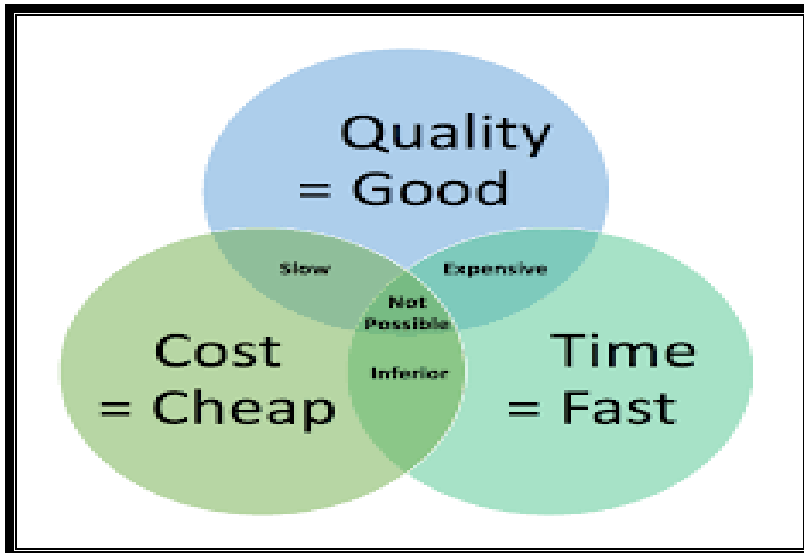 Quality
= Good
Slow
Expensive
Not
Possible
Inferior
Cost
= Cheap
Time
= Fast